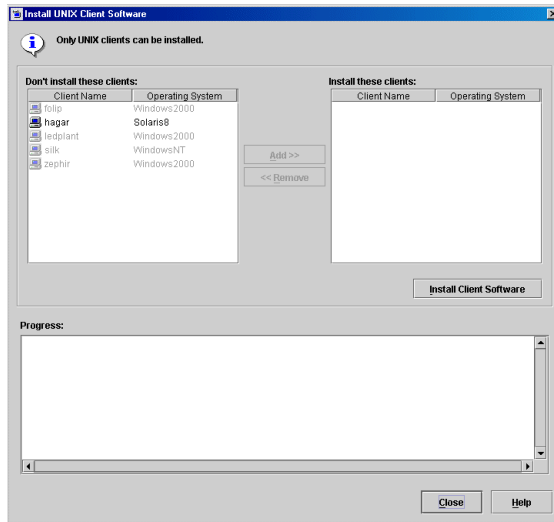 Install UNIX Client Software
Only UNIX clients can be installed.
Don't install these clients:
Client Name Operating System
folip Windows2000
hagar Solaris8
ledplant Windows2000
silk WindowsNT
zephir Windows2000
Add >>
<< Remove
Install these clients:
Client Name Operating System
Install Client Software
Progress:
Close Help